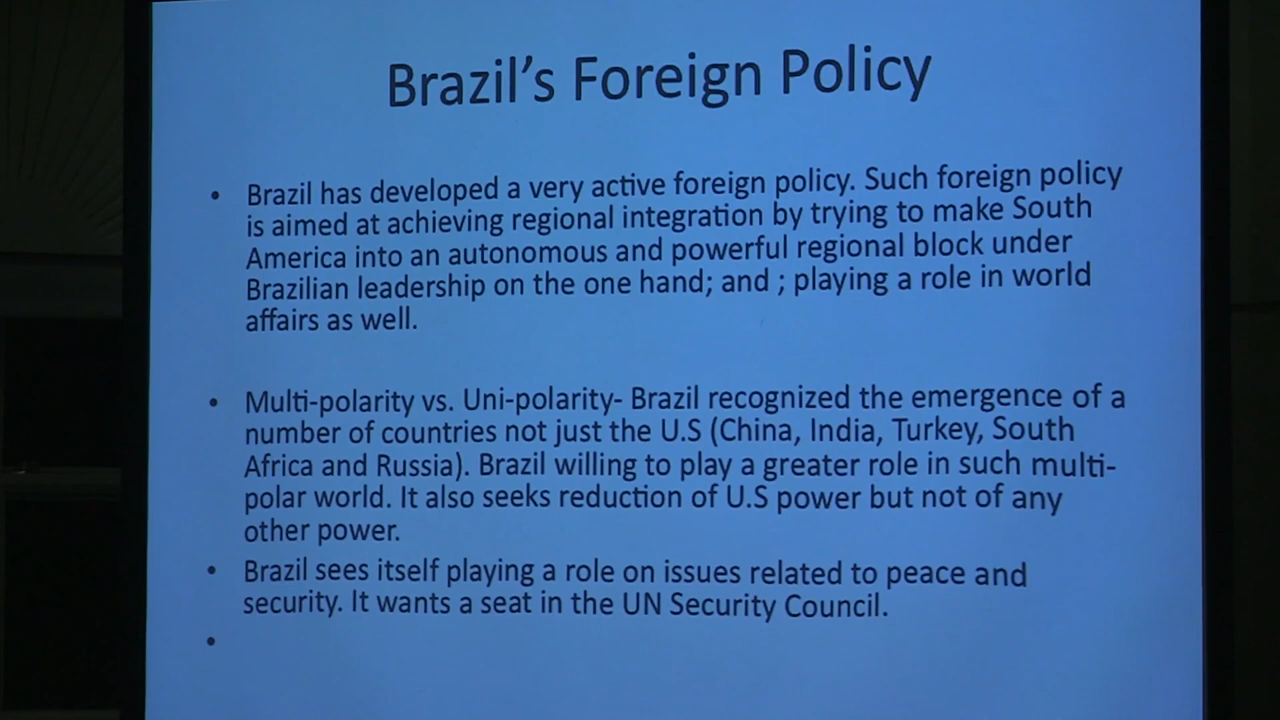 Brazil's Foreign Policy
• Brazil has developed a very active foreign policy. Such foreign policy
is aimed at achieving regional integration by trying to make South
America into an autonomous and powerful regional block under
Brazilian leadership on the one hand; and ; playing a role in world
affairs as well.
• Multi-polarity vs. Uni-polarity- Brazil recognized the emergence of a
number of countries not just the U.S (China, India, Turkey, South
Africa and Russia). Brazil willing to play a greater role in such multi-
polar world. It also seeks reduction of U.S power but not of any
other power.
• Brazil sees itself playing a role on issues related to peace and
security. It wants a seat in the UN Security Council.
•